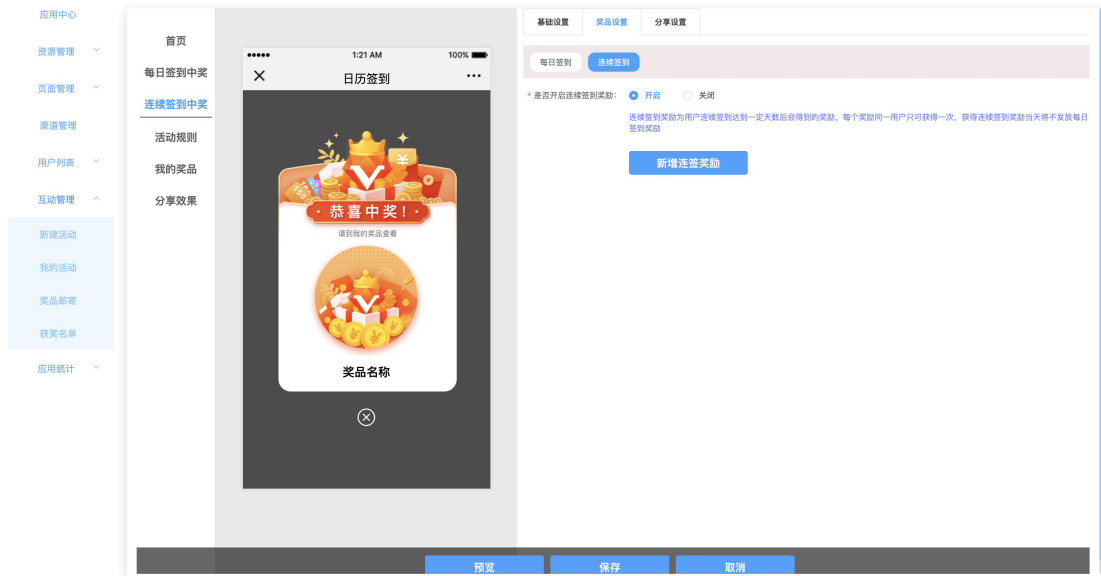 应用中心
资源管理
页面管理
渠道管理
用户列表
互动管理
新建活动
我的活动
奖品邮寄
获奖名单
应用统计
首页
每日签到中奖
连续签到中奖
活动规则
我的奖品
分享效果
1:21 AM
100%
日历签到
恭喜中奖!
请到我的奖品查看
奖品名称
基础设置
奖品设置
分享设置
每日签到
连续签到
* 是否开启连续签到奖励: 开启 关闭
连续签到奖励为用户连续签到达到一定天数后会得到的奖励，每个奖励同一用户只可获得一次，获得连续签到奖励当天将不发放每日
签到奖励
新增连签奖励
预览
保存
取消